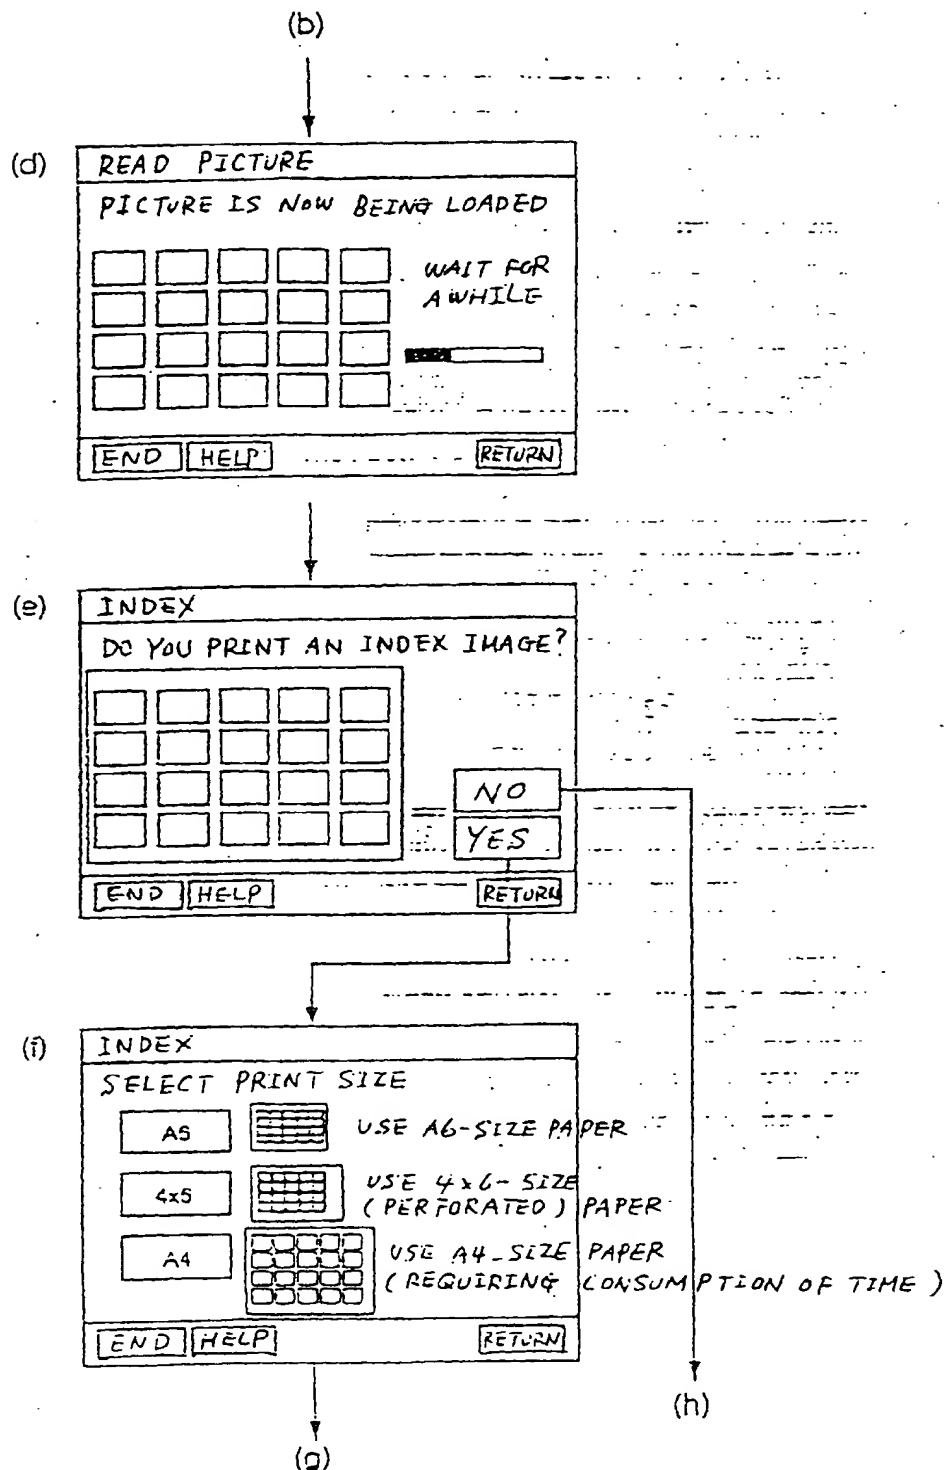 (b)
(d)
READ PICTURE
PICTURE IS NOW BEING LOADED
WAIT FOR
A WHILE
END HELP RETURN
(e)
INDEX
DO YOU PRINT AN INDEX IMAGE?
NO
YES
END HELP RETURN
(f)
INDEX
SELECT PRINT SIZE
USE A6-SIZE PAPER
4x5 USE 4x6-SIZE
(PERFORATED) PAPER
A4 USE A4-SIZE PAPER
(REQUIRING CONSUMPTION OF TIME)
END HELP RETURN
(h)
(g)